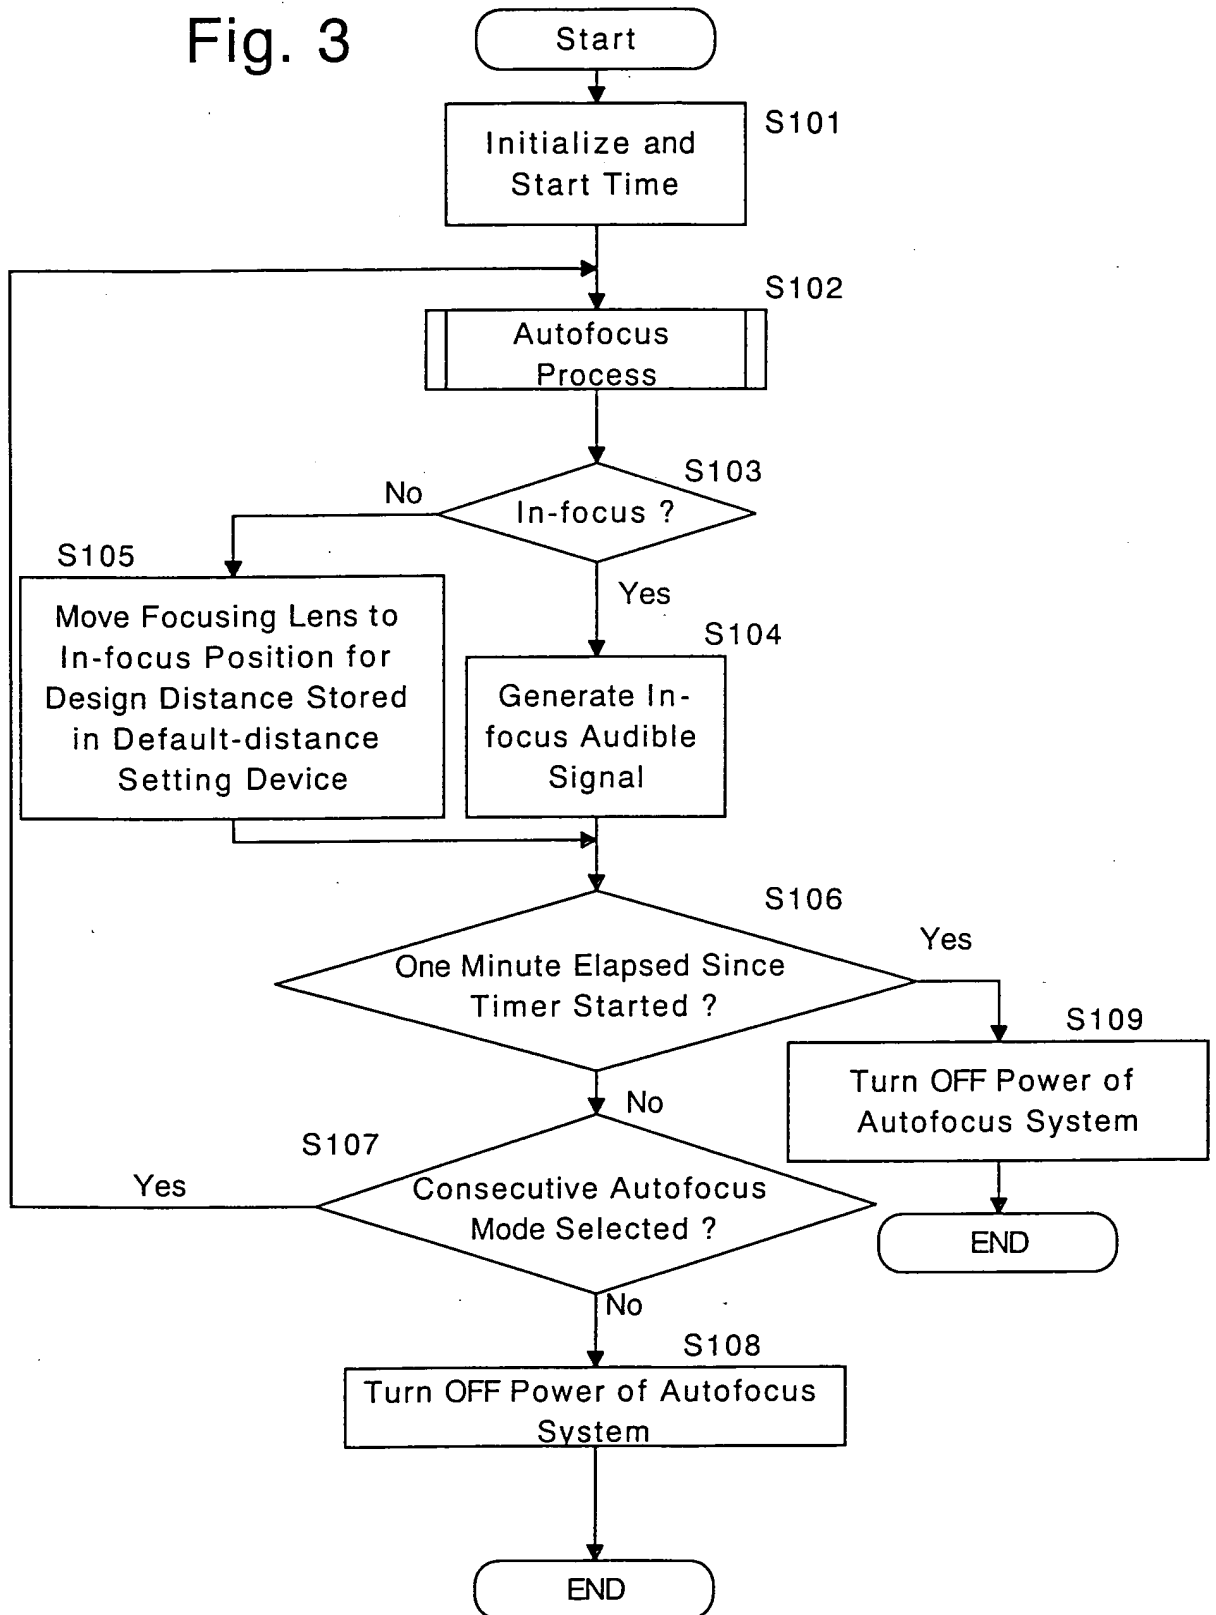 Fig. 3
Start
S101
Initialize and
Start Time
S102
Autofocus
Process
S103
In-focus ?
No
Yes
S105
Move Focusing Lens to
In-focus Position for
Design Distance Stored
in Default-distance
Setting Device
S104
Generate In-
focus Audible
Signal
S106
One Minute Elapsed Since
Timer Started ?
Yes
No
S109
Turn OFF Power of
Autofocus System
END
S107
Consecutive Autofocus
Mode Selected ?
Yes
No
S108
Turn OFF Power of Autofocus
System
END